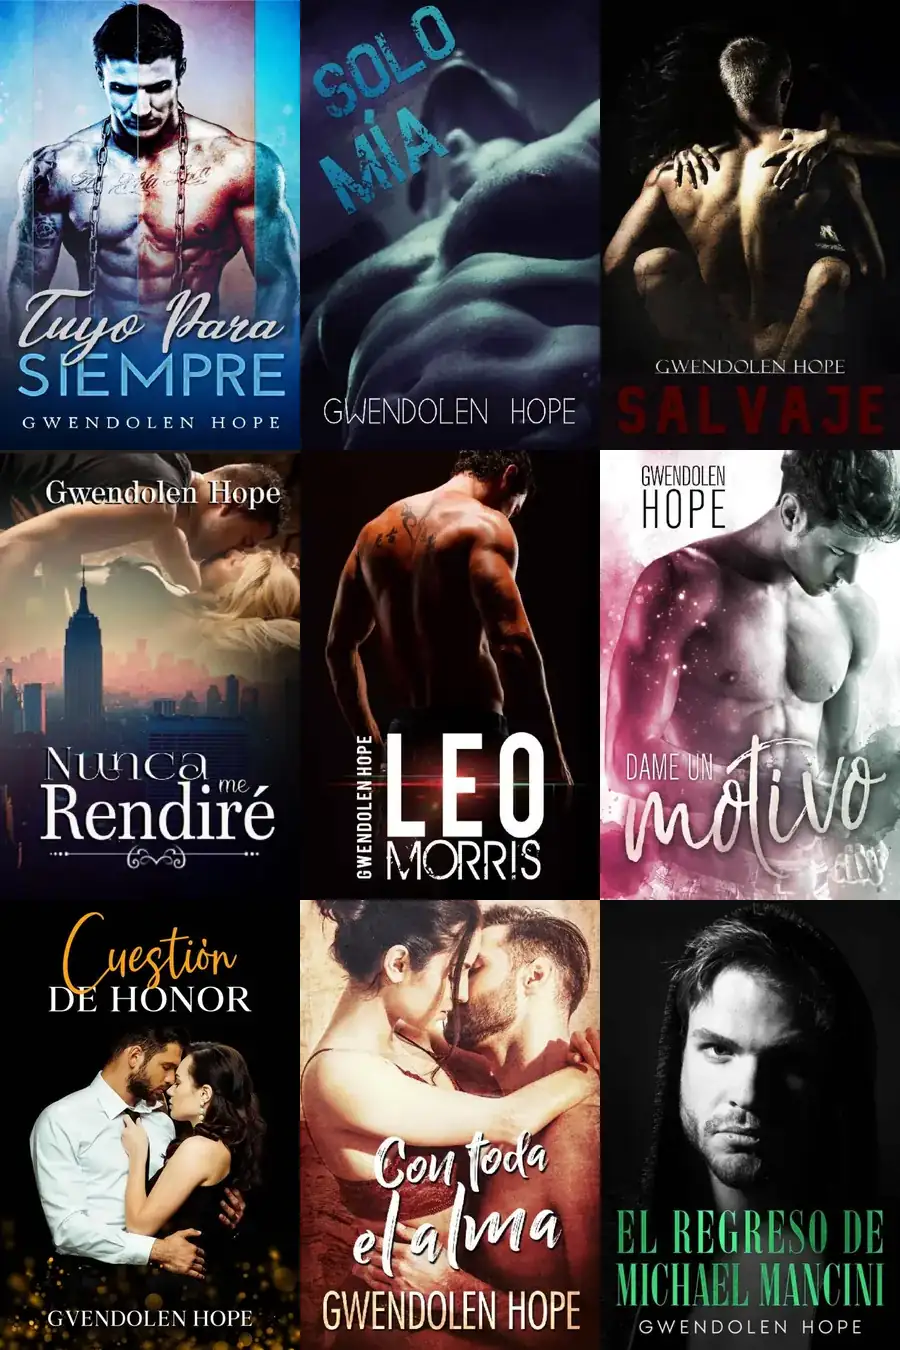 Tuyo Para
SIEMPRE
GWENDOLEN HOPE
SOLO
MÍA
GWENDOLEN HOPE
GWENDOLEN HOPE
SALVAJE
Gwendolen Hope
Nunca
me
Rendiré
GWENDOLEN HOPE
LEO
MORRIS
GWENDOLEN
HOPE
DAME UN
motivo
Cuestión
DE HONOR
GVENDOLEN HOPE
Con toda
el alma
GWENDOLEN HOPE
EL REGRESO DE
MICHAEL MANCINI
GWENDOLEN HOPE